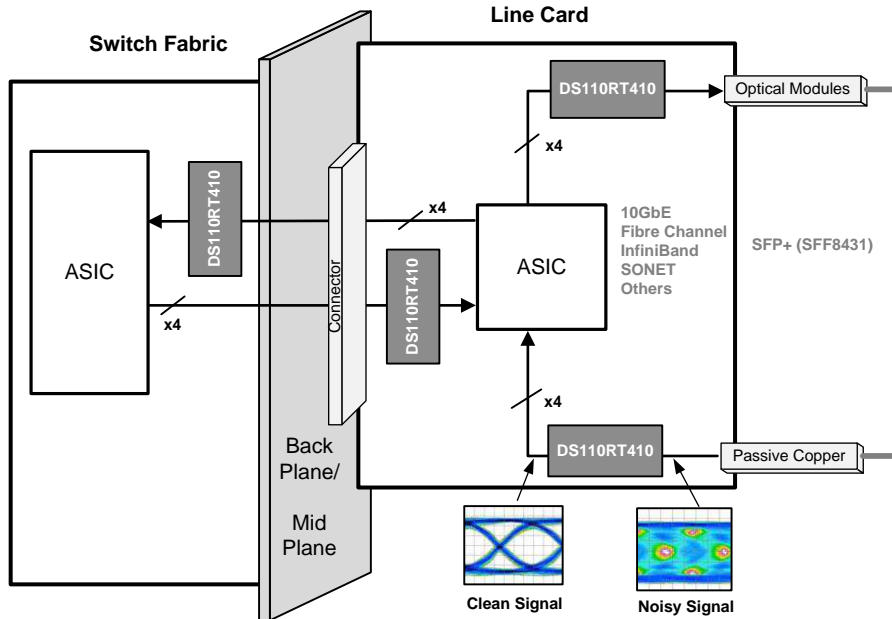 Line Card
Switch Fabric
DS110RT410
Optical Modules
x4
DS110RT410
x4
10GbE
Fibre Channel
InfiniBand
SONET
Others
SFP+ (SFF8431)
ASIC
ASIC
DS110RT410
Connector
x4
x4
DS110RT410
Passive Copper
Back
Plane/
Mid
Plane
Clean Signal
Noisy Signal